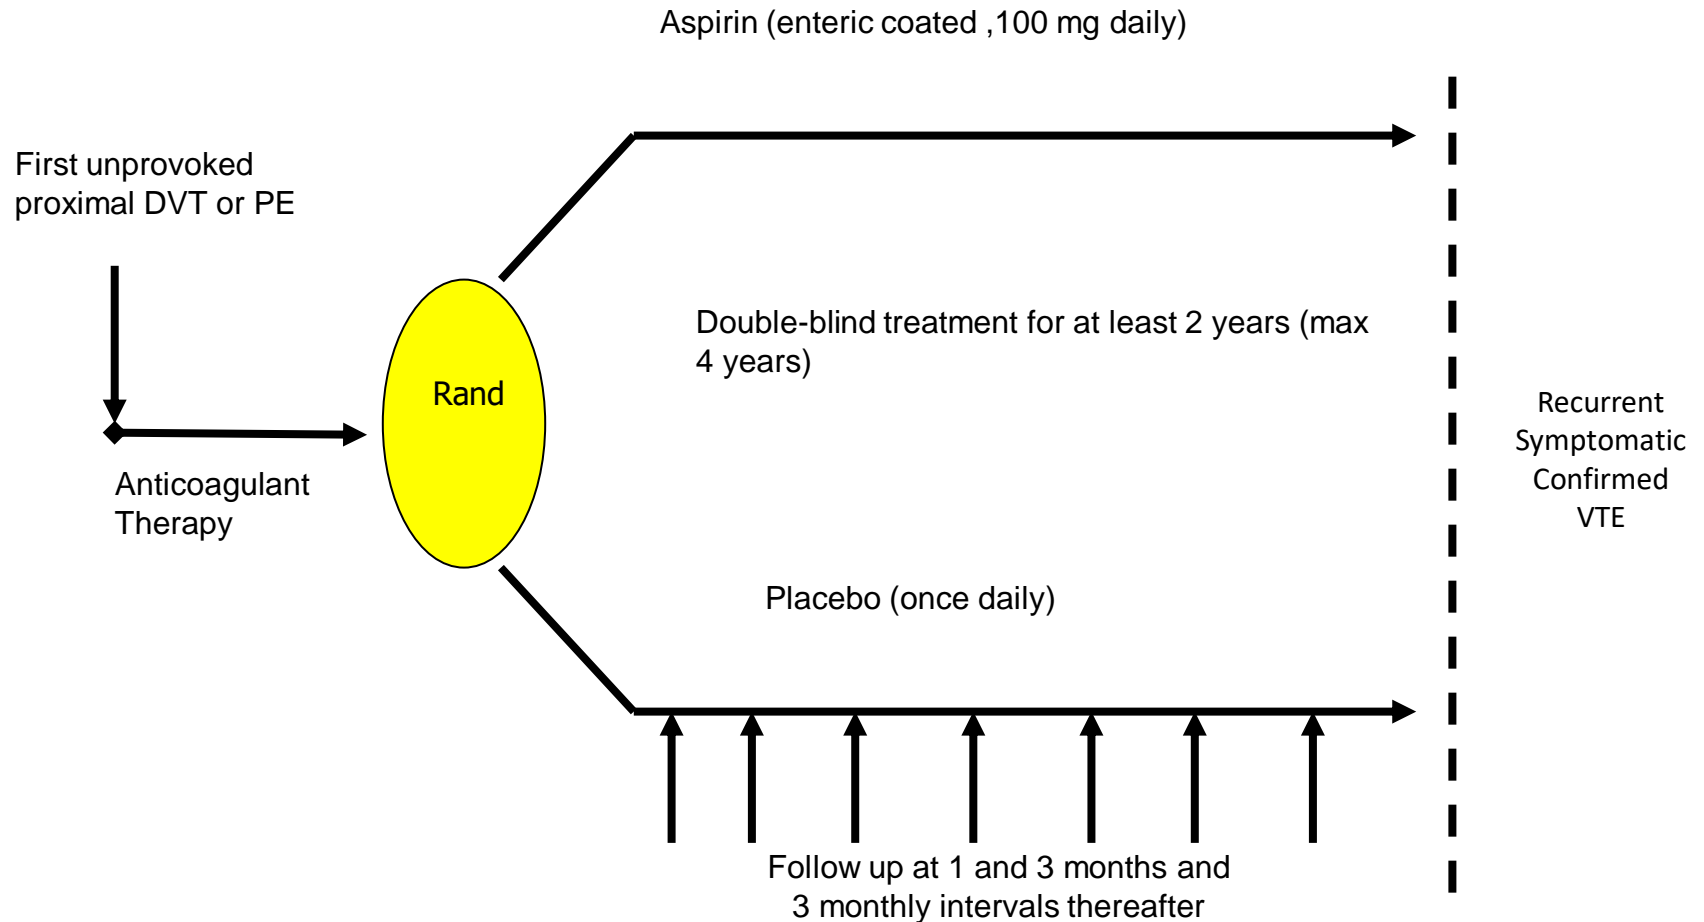 Aspirin (enteric coated ,100 mg daily)
First unprovoked
proximal DVT or PE
Double-blind treatment for at least 2 years (max
4 years)
Rand
Recurrent
Symptomatic
Confirmed
VTE
Anticoagulant
Therapy
Placebo (once daily)
Follow up at 1 and 3 months and
3 monthly intervals thereafter